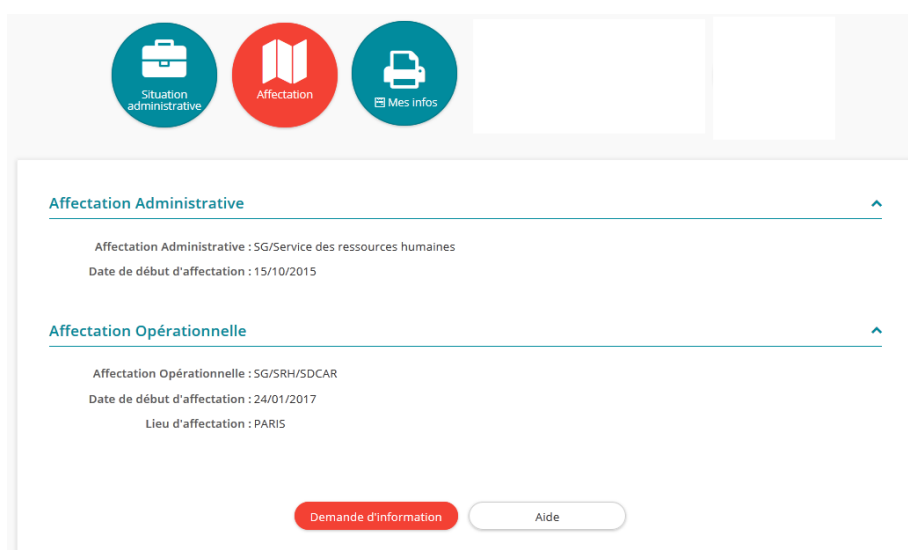 Situation
administrative
Affectation
Mes infos
Affectation Administrative
Affectation Administrative : SG/Service des ressources humaines
Date de début d'affectation : 15/10/2015
Affectation Opérationnelle
Affectation Opérationnelle : SG/SRH/SDCAR
Date de début d'affectation : 24/01/2017
Lieu d'affectation : PARIS
Demande d'information
Aide